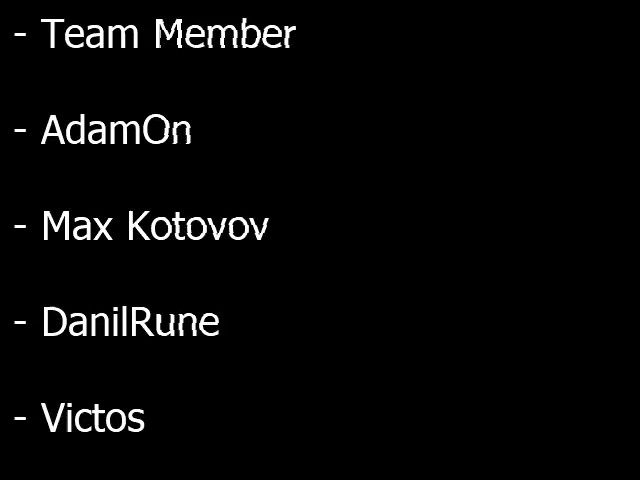 - Team Member
- AdamOn
- Max Kotovov
- DanilRune
- Victos